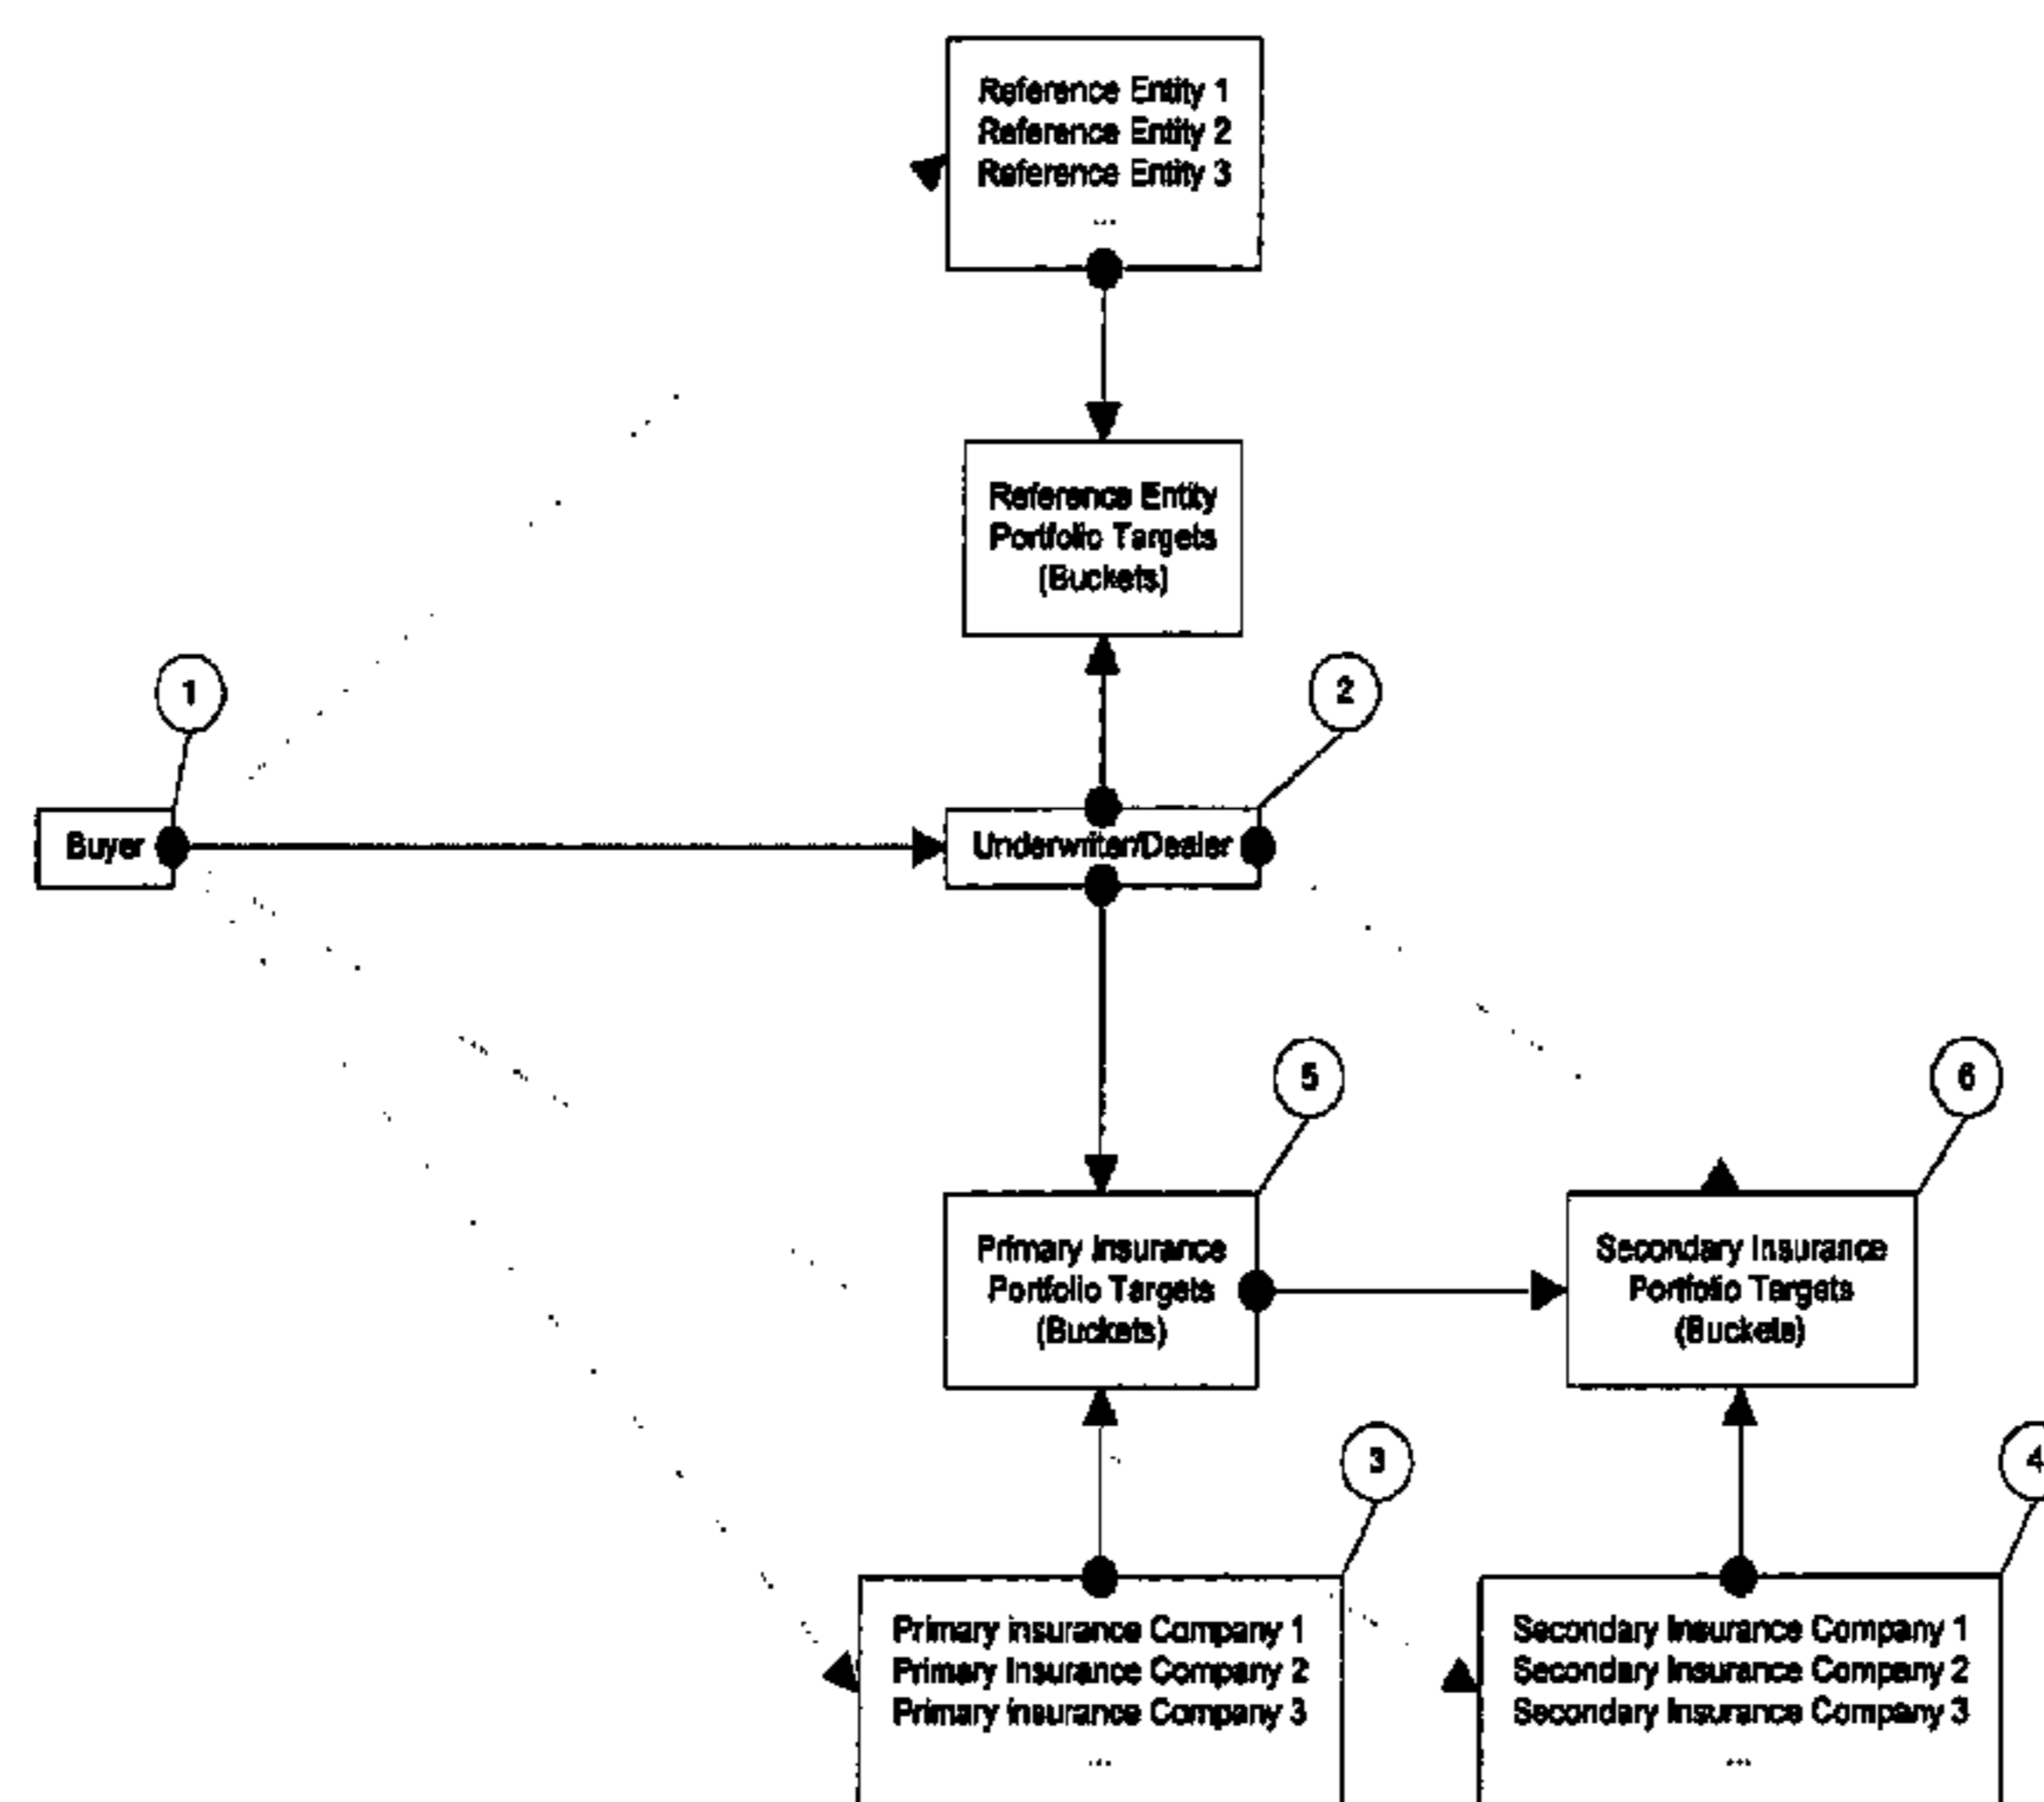 Reference Entity 1
Reference Entity 2
Reference Entity 3
...
Reference Entity
Portfolio Targets
(Buckets)
1
2
Buyer
Underwriter/Dealer
5
6
Primary Insurance
Portfolio Targets
(Buckets)
Secondary Insurance
Portfolio Targets
(Buckets)
3
4
Primary Insurance Company 1
Primary Insurance Company 2
Primary Insurance Company 3
...
Secondary Insurance Company 1
Secondary Insurance Company 2
Secondary Insurance Company 3
...